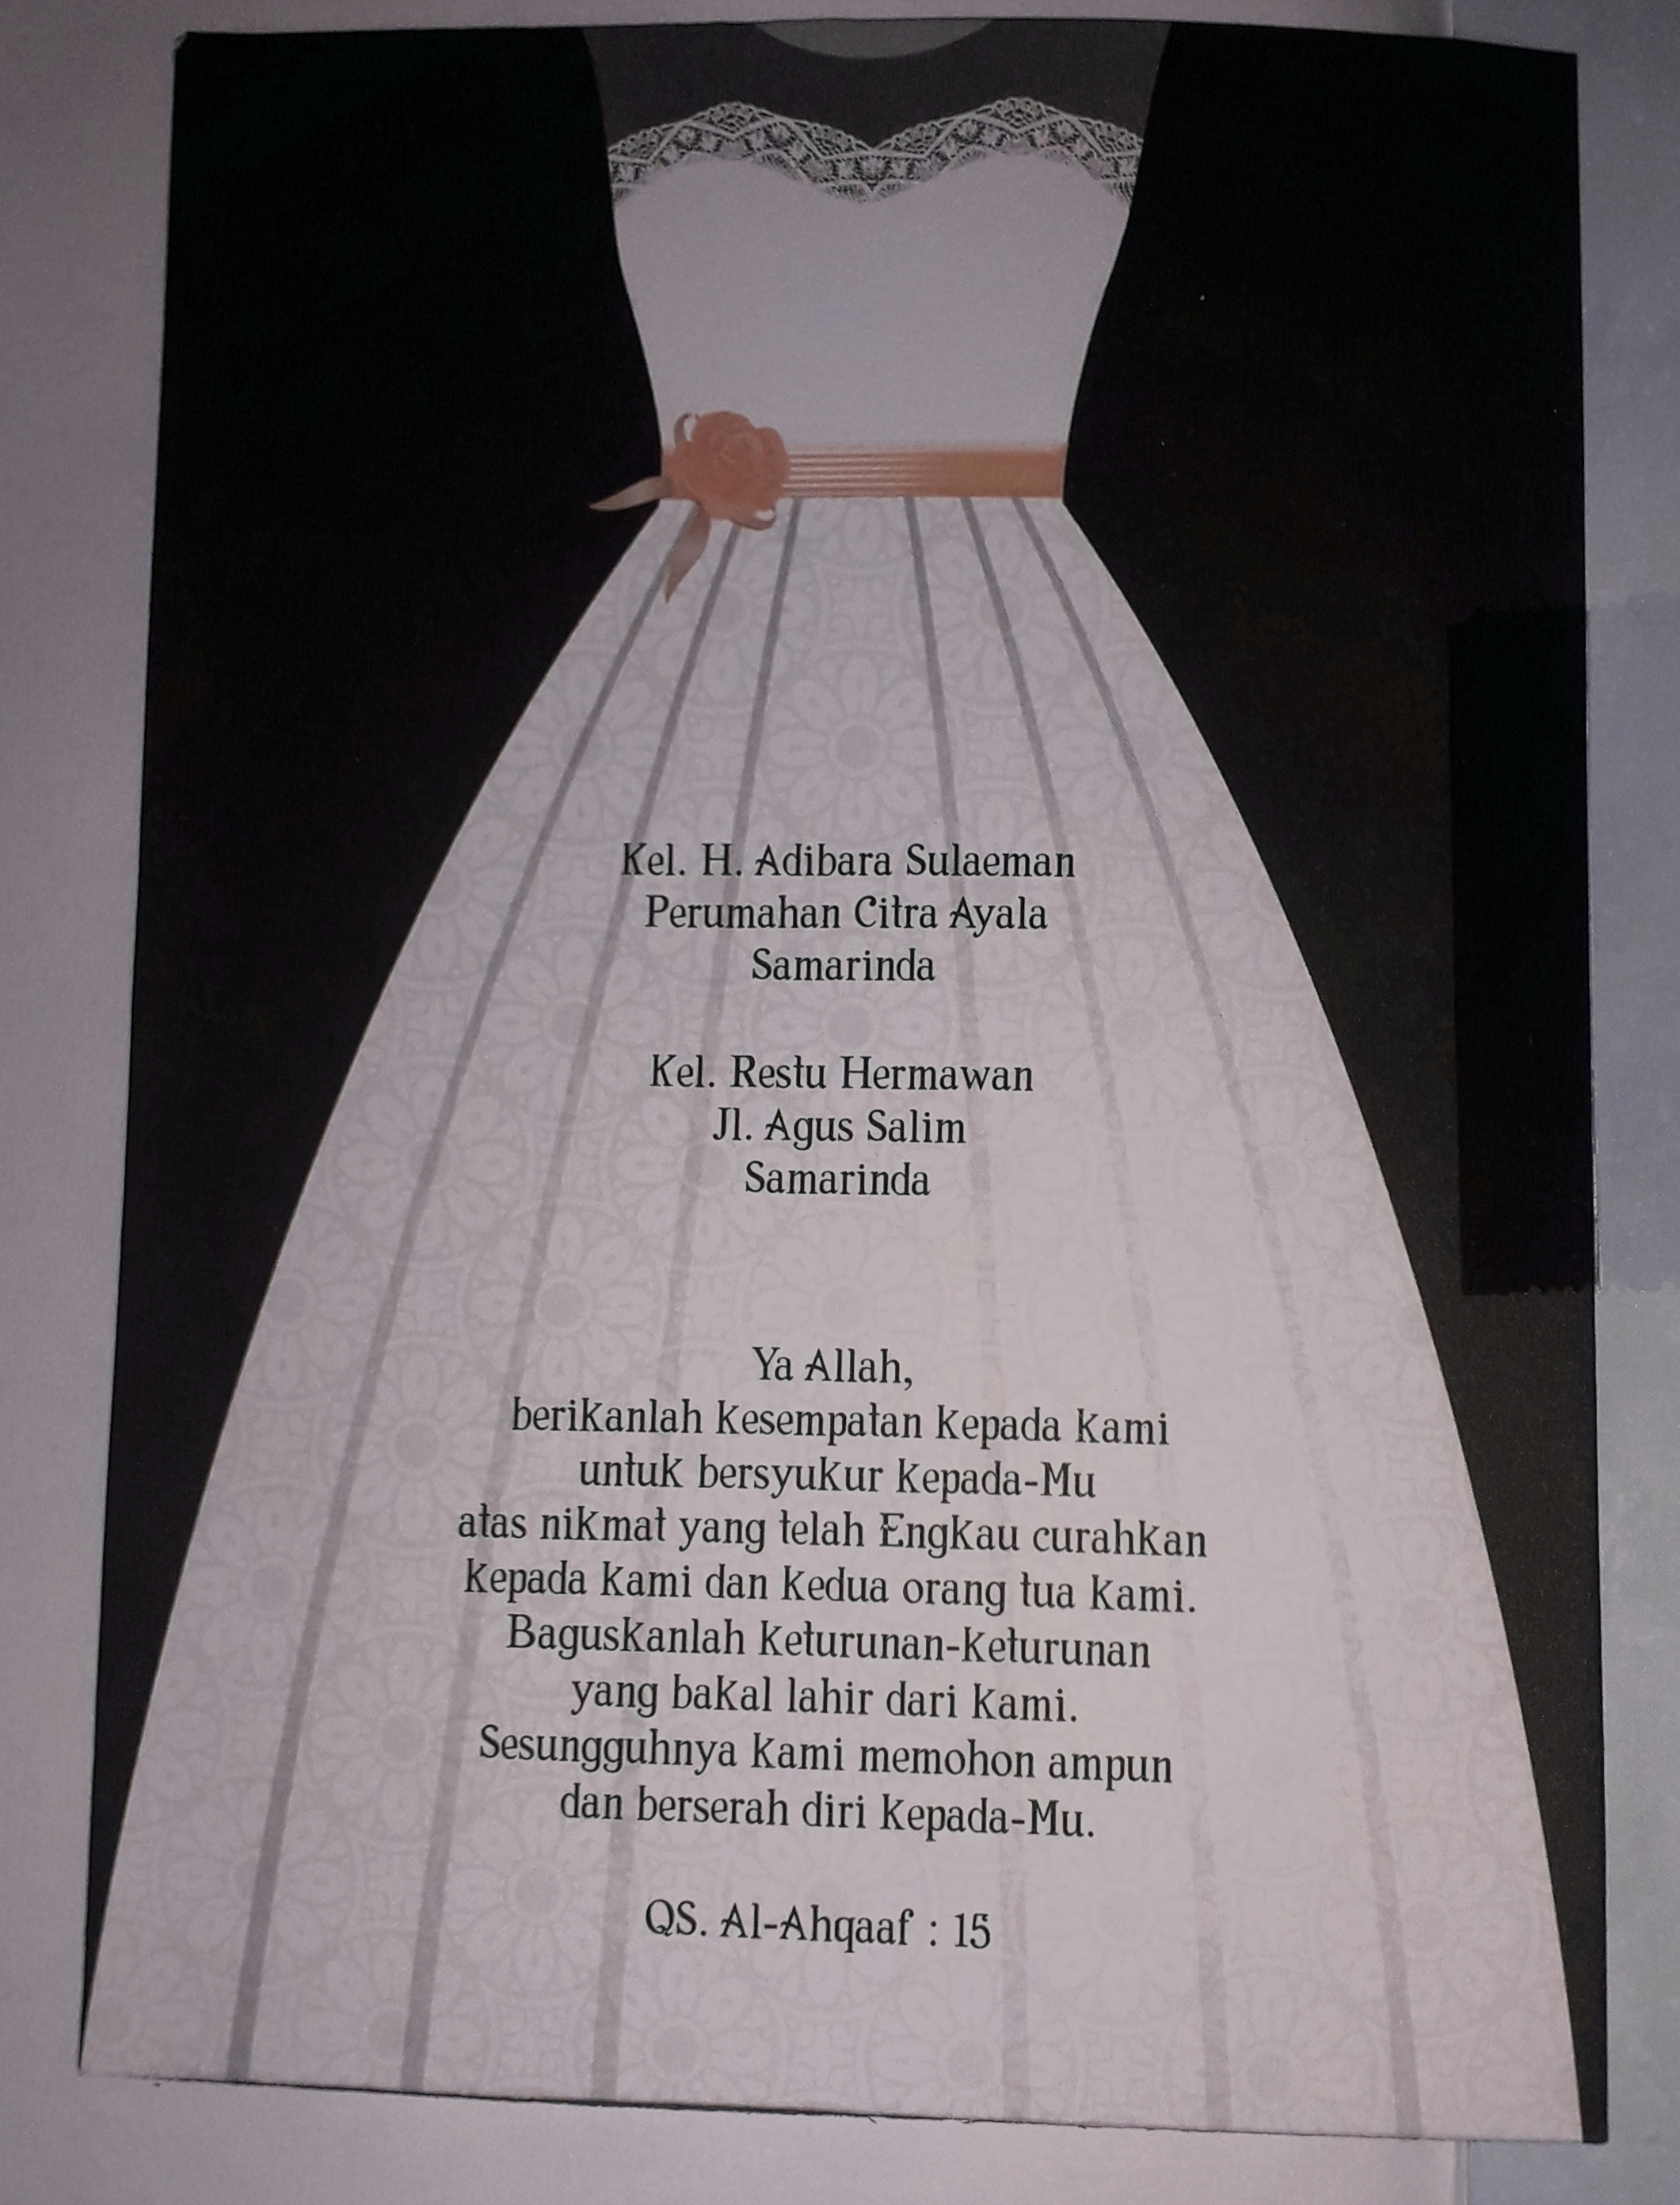 Kel. H. Adibara Sulaeman
Perumahan Citra Ayala
Samarinda
Kel. Restu Hermawan
Jl. Agus Salim
Samarinda
Ya Allah,
berikanlah kesempatan kepada kami
untuk bersyukur kepada-Mu
atas nikmat yang telah Engkau curahkan
kepada kami dan kedua orang tua kami.
Baguskanlah keturunan-keturunan
yang bakal lahir dari kami.
Sesungguhnya kami memohon ampun
dan berserah diri kepada-Mu.
QS. Al-Ahqaaf : 15